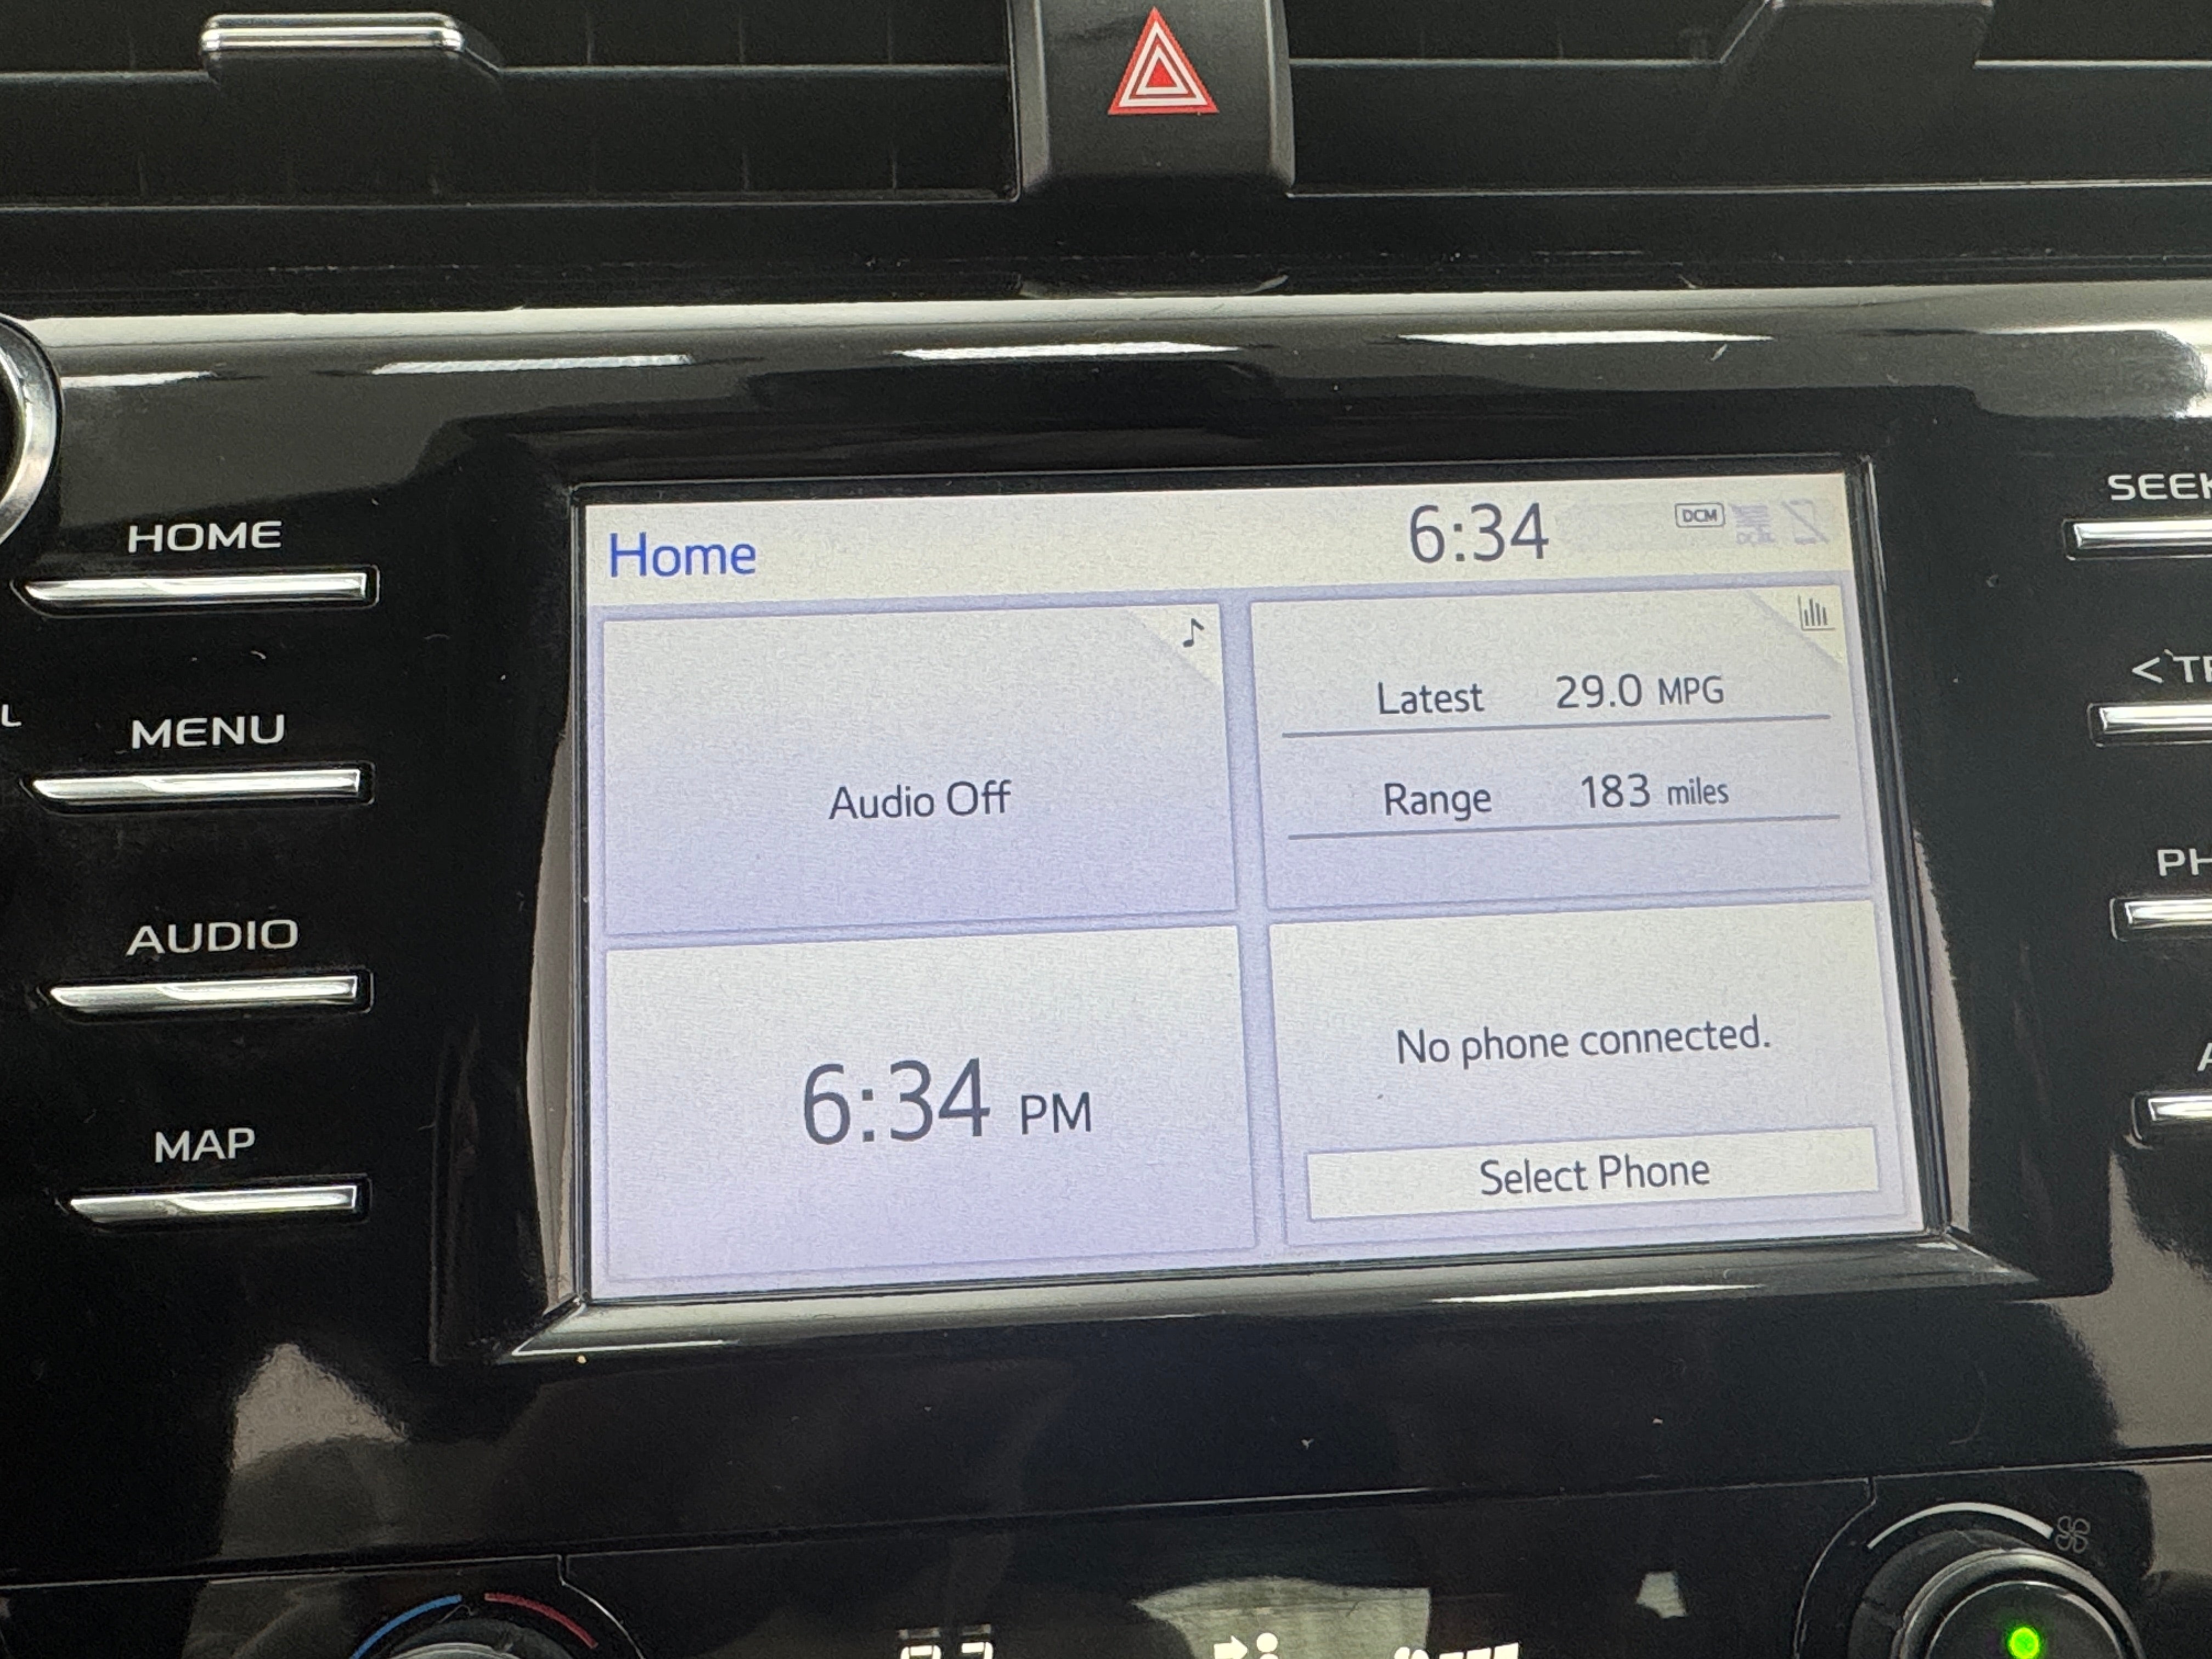 HOME
MENU
AUDIO
MAP
Home
6:34
DCM
Audio Off
Latest 29.0 MPG
Range 183 miles
6:34 PM
No phone connected.
Select Phone
SEEK